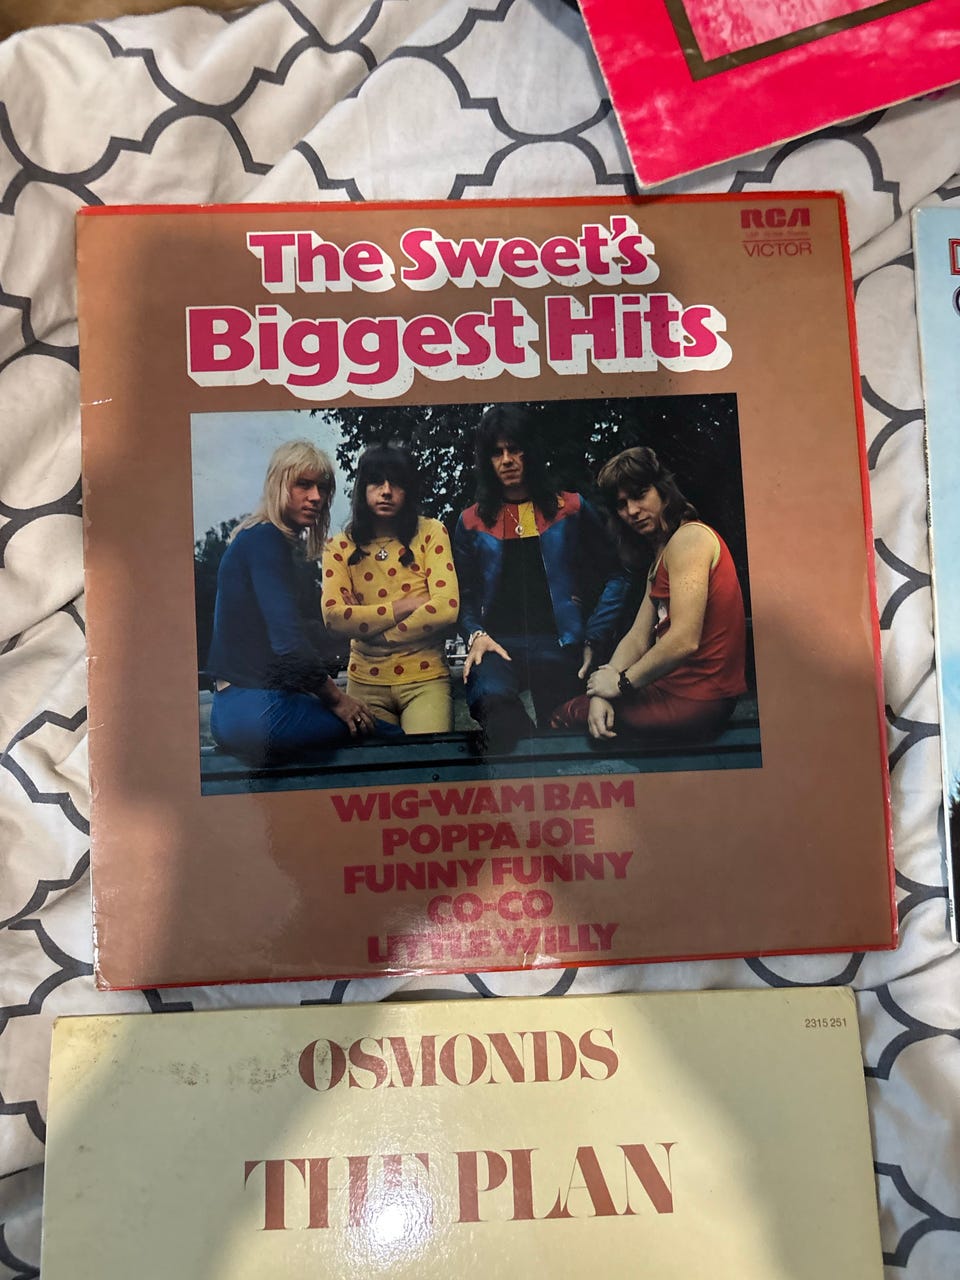 The Sweet's
Biggest Hits
RCA
VICTOR
WIG-WAM BAM
POPPA JOE
FUNNY FUNNY
CO-CO
LITTLE WILLY
2315 251
OSMONDS
THE PLAN